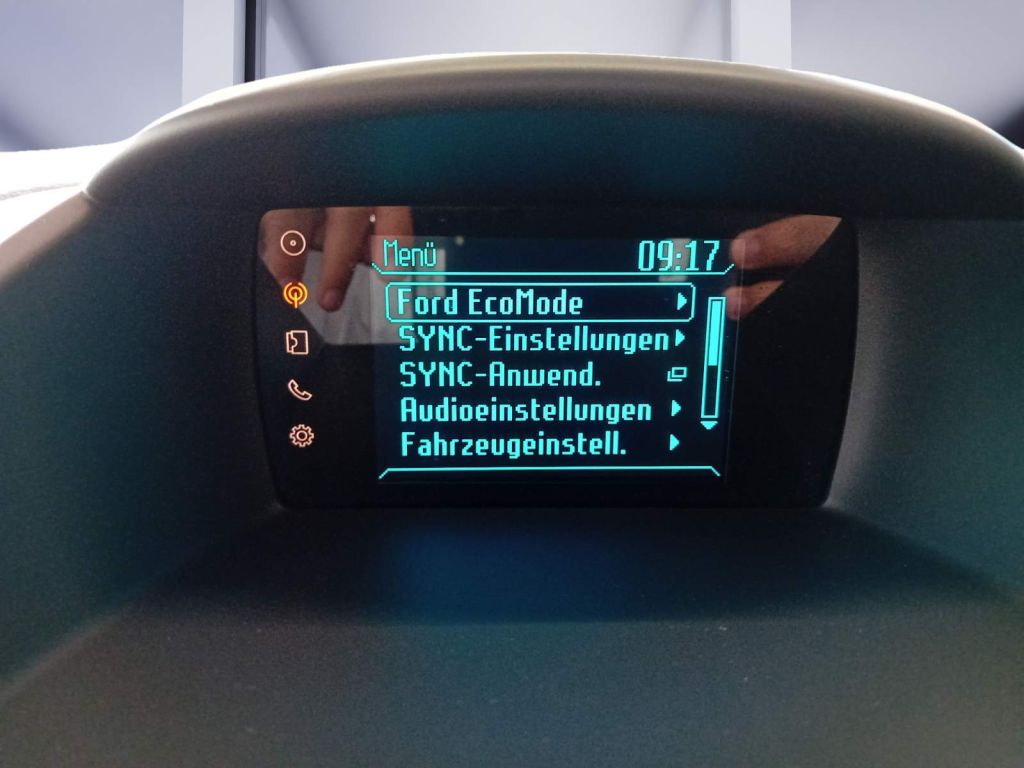 Menü 09:17
Ford EcoMode
SYNC-Einstellungen
SYNC-Anwend.
Audioeinstellungen
Fahrzeugeinstell.